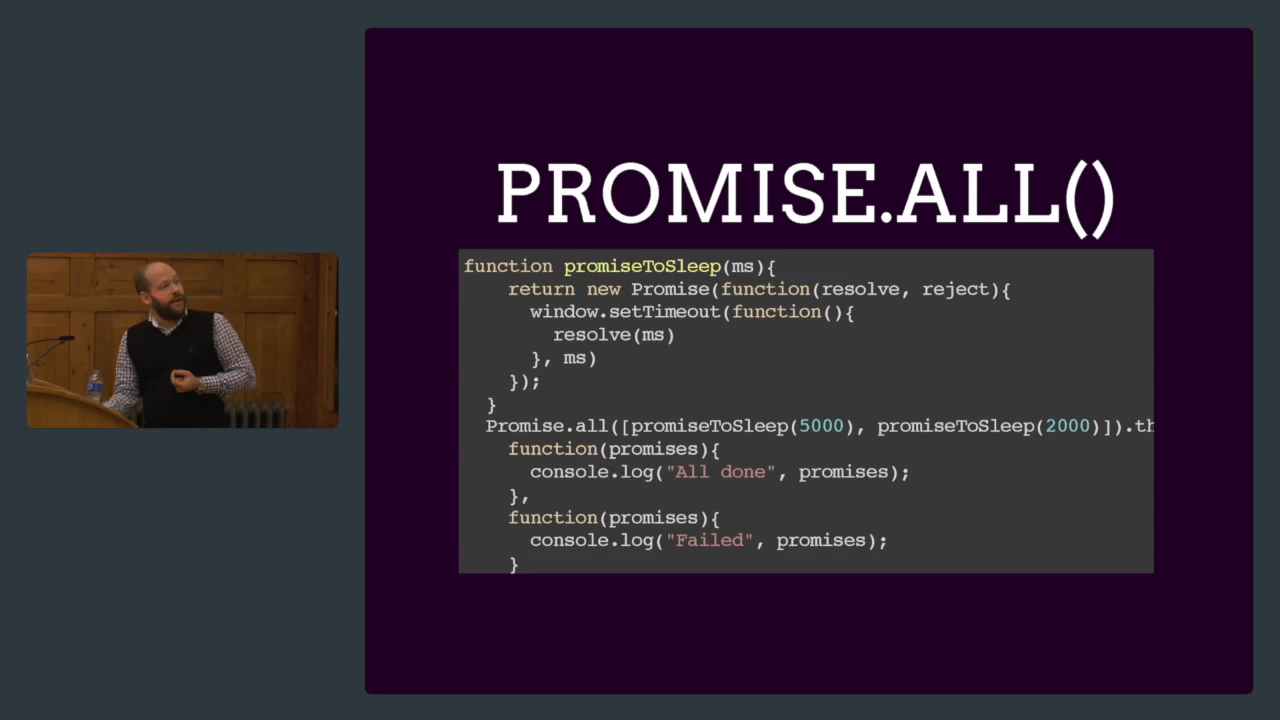 PROMISE.ALL()
function promiseToSleep(ms){
return new Promise(function(resolve, reject){
window.setTimeout(function(){
resolve(ms)
}, ms)
});
}
Promise.all([promiseToSleep(5000), promiseToSleep(2000)]).th
function(promises){
console.log("All done", promises);
},
function(promises){
console.log("Failed", promises);
}